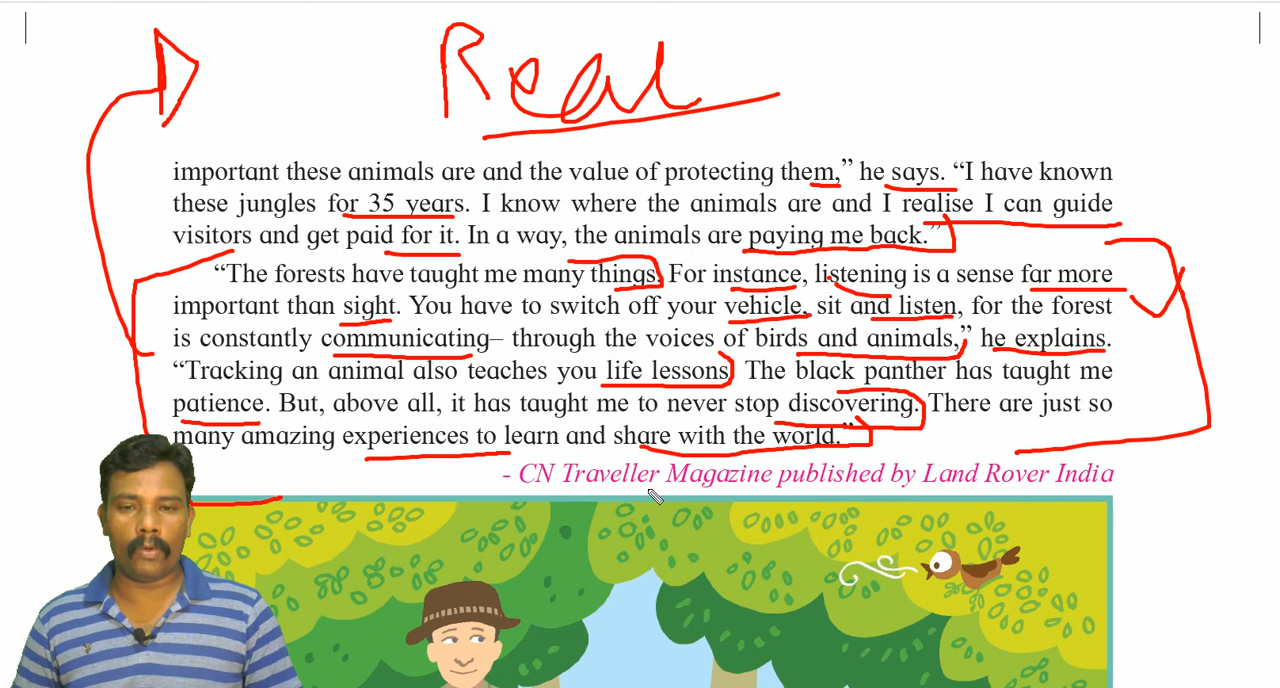 Real
important these animals are and the value of protecting them,” he says. “I have known
these jungles for 35 years. I know where the animals are and I realise I can guide
visitors and get paid for it. In a way, the animals are paying me back.”
“The forests have taught me many things. For instance, listening is a sense far more
important than sight. You have to switch off your vehicle, sit and listen, for the forest
is constantly communicating– through the voices of birds and animals,” he explains.
“Tracking an animal also teaches you life lessons. The black panther has taught me
patience. But, above all, it has taught me to never stop discovering. There are just so
many amazing experiences to learn and share with the world.”
- CN Traveller Magazine published by Land Rover India